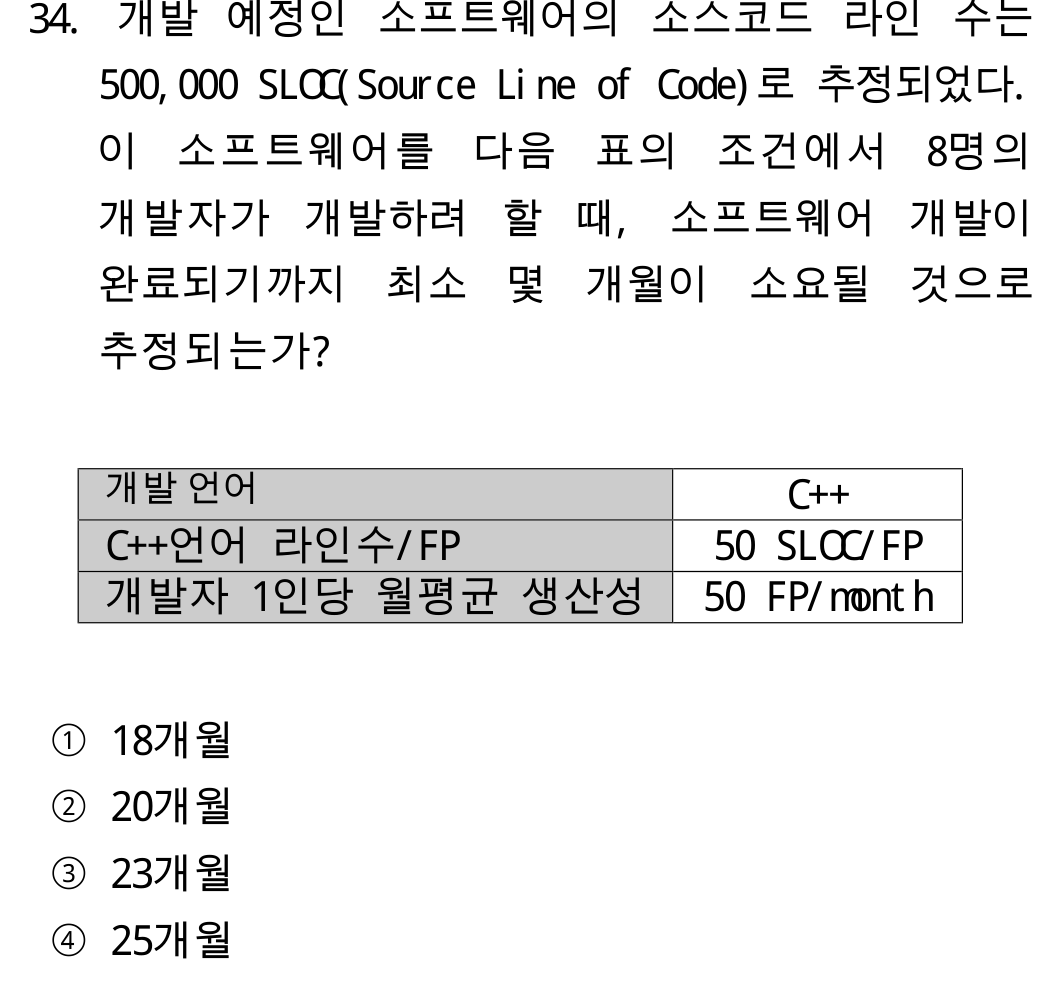 34. 개발 예정인 소프트웨어의 소스코드 라인 수는
500,000 SLOC(Source Line of Code)로 추정되었다.
이 소프트웨어를 다음 표의 조건에서 8명의
개발자가 개발하려 할 때, 소프트웨어 개발이
완료되기까지 최소 몇 개월이 소요될 것으로
추정되는가?
개발 언어 C++
C++언어 라인수/FP 50 SLOC/FP
개발자 1인당 월평균 생산성 50 FP/month
① 18개월
② 20개월
③ 23개월
④ 25개월